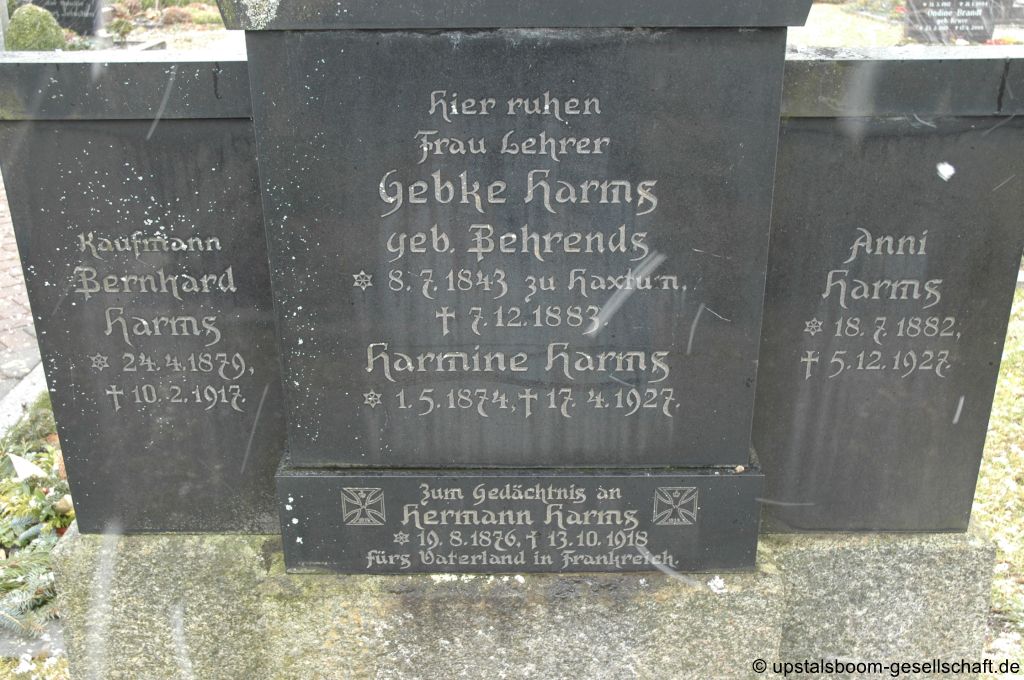 Kaufmann
Bernhard
Harms
✡ 24.4.1879,
† 10.2.1917.
Hier ruhen
Frau Lehrer
Gebke Harms
geb. Behrends
✡ 8.7.1843 zu Haxtum,
† 7.12.1883.
Harmine Harms
✡ 1.5.1874, † 17.4.1927.
Anni
Harms
✡ 18.7.1882,
† 5.12.1927.
Zum Gedächtnis an
Hermann Harms
✡ 19.8.1876, † 13.10.1918
fürs Vaterland in Frankreich.
Ondine Brandt
© upstalsboom-gesellschaft.de